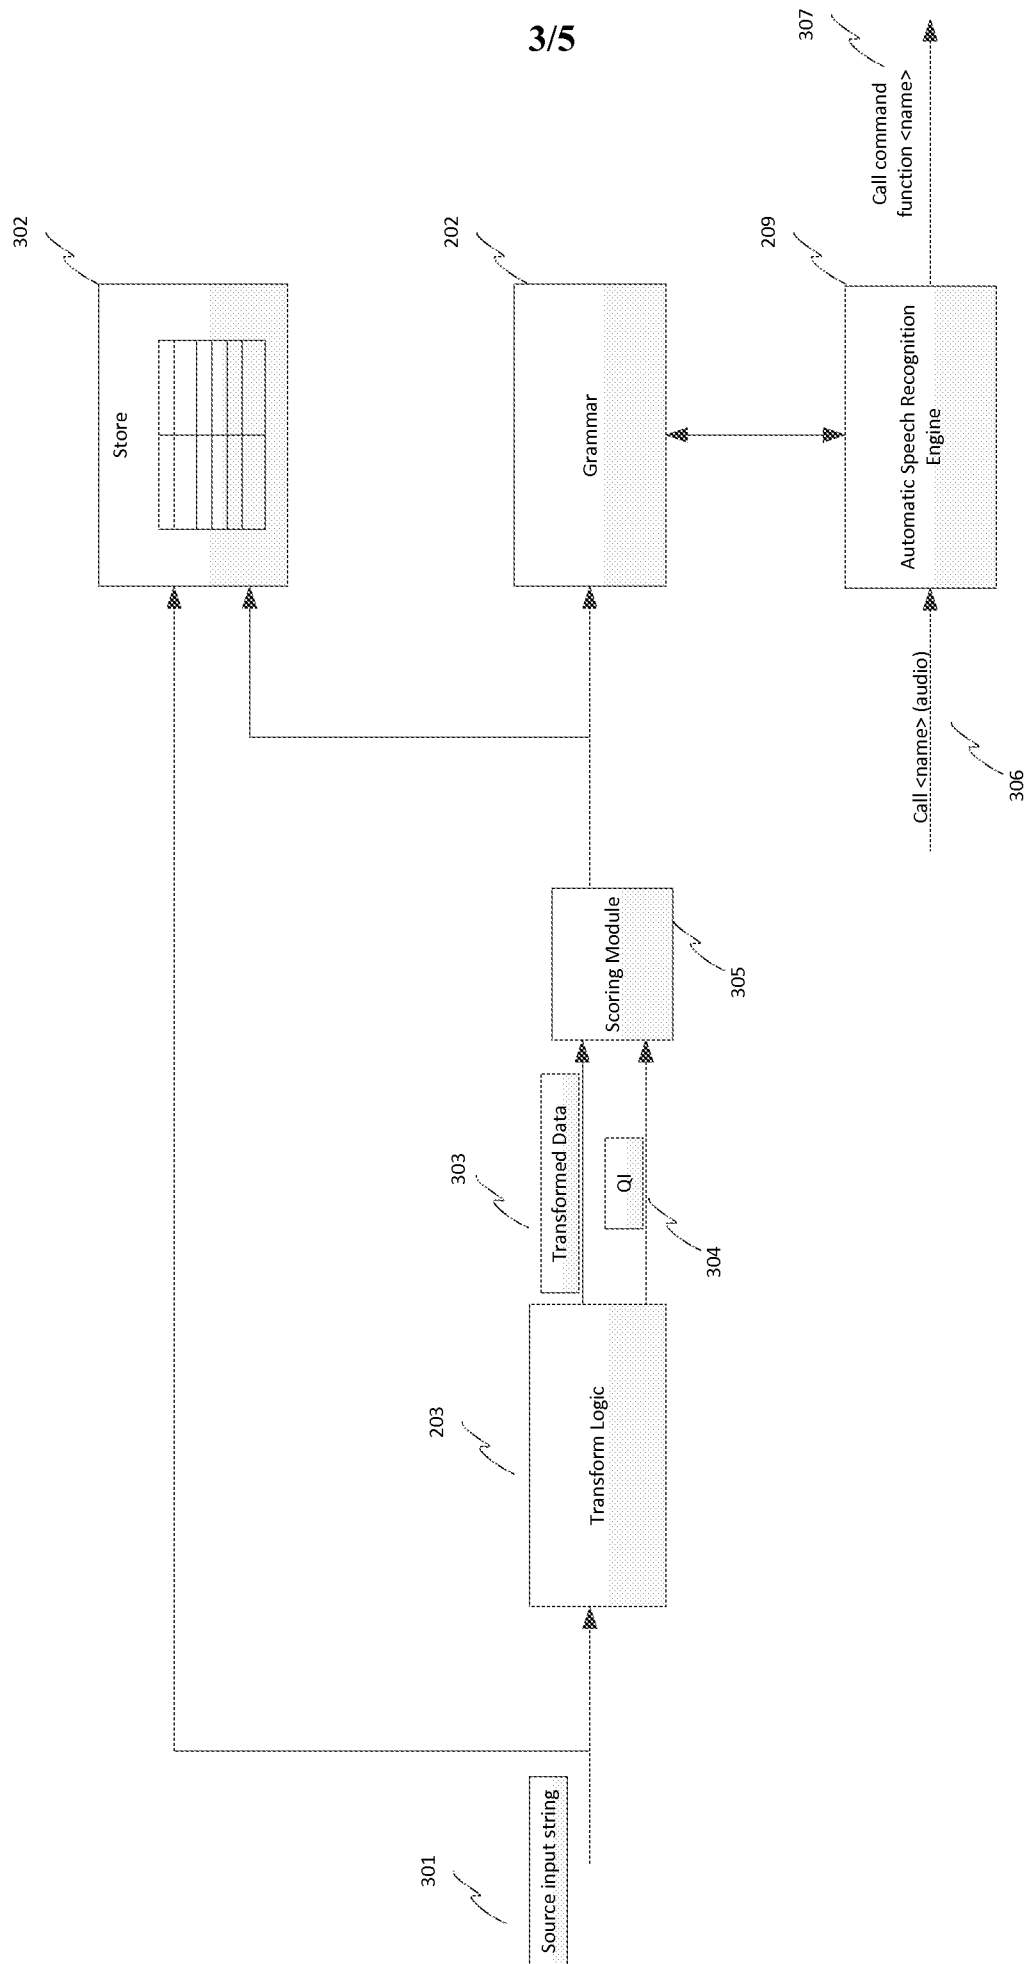 3/5
301
Source input string
203
Transform Logic
303
Transformed Data
QI
304
Scoring Module
305
302
Store
202
Grammar
209
Automatic Speech Recognition
Engine
Call <name> (audio)
306
Call command
function <name>
307